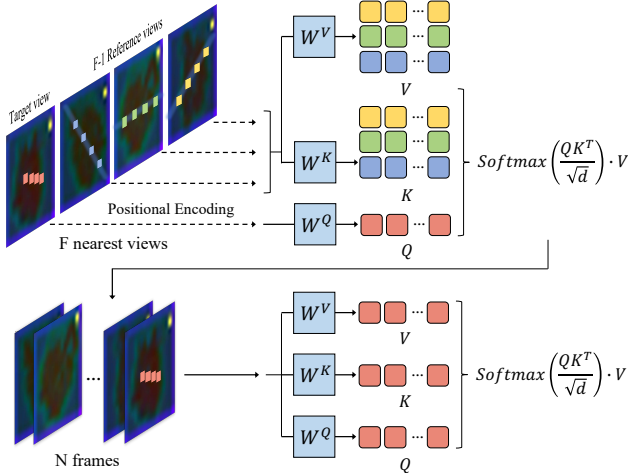 Target view
F-1 Reference views
Positional Encoding
F nearest views
W^V
V
W^K
K
W^Q
Q
Softmax(QK^T/√d)·V
...
N frames
W^V
V
W^K
K
W^Q
Q
Softmax(QK^T/√d)·V